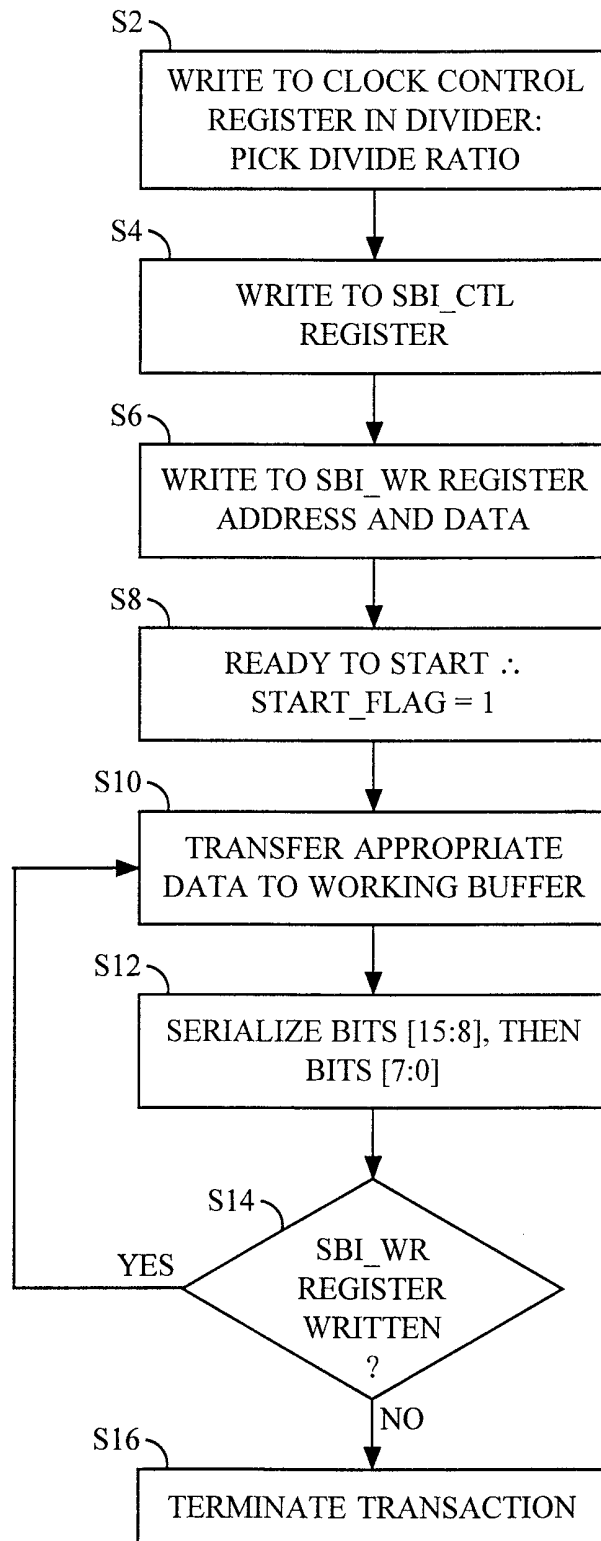 S2
WRITE TO CLOCK CONTROL
REGISTER IN DIVIDER:
PICK DIVIDE RATIO
S4
WRITE TO SBI_CTL
REGISTER
S6
WRITE TO SBI_WR REGISTER
ADDRESS AND DATA
S8
READY TO START ∴
START_FLAG = 1
S10
TRANSFER APPROPRIATE
DATA TO WORKING BUFFER
S12
SERIALIZE BITS [15:8], THEN
BITS [7:0]
S14
YES
SBI_WR
REGISTER
WRITTEN
?
NO
S16
TERMINATE TRANSACTION